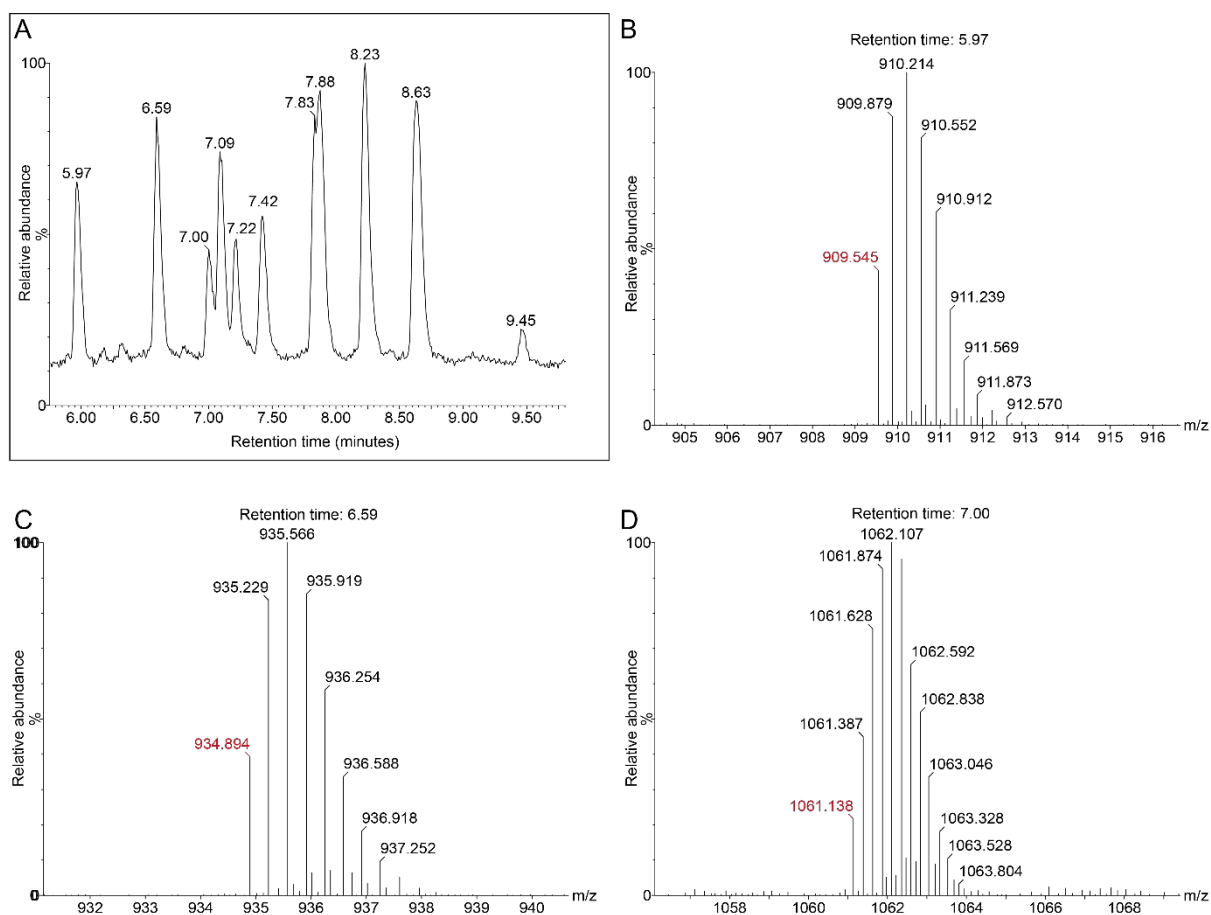 A
100
Relative abundance
%
0
5.97
6.59
7.00
7.09
7.22
7.42
7.83
7.88
8.23
8.63
9.45
6.00 6.50 7.00 7.50 8.00 8.50 9.00 9.50
Retention time (minutes)
B
Retention time: 5.97
100
Relative abundance
%
0
910.214
909.879
910.552
910.912
909.545
911.239
911.569
911.873
912.570
905 906 907 908 909 910 911 912 913 914 915 916
m/z
C
Retention time: 6.59
100
Relative abundance
%
0
935.566
935.229
935.919
936.254
934.894
936.588
936.918
937.252
932 933 934 935 936 937 938 939 940
m/z
D
Retention time: 7.00
100
Relative abundance
%
0
1062.107
1061.874
1061.628
1062.592
1062.838
1061.387
1063.046
1061.138
1063.328
1063.528
1063.804
1058 1060 1062 1064 1066 1068
m/z